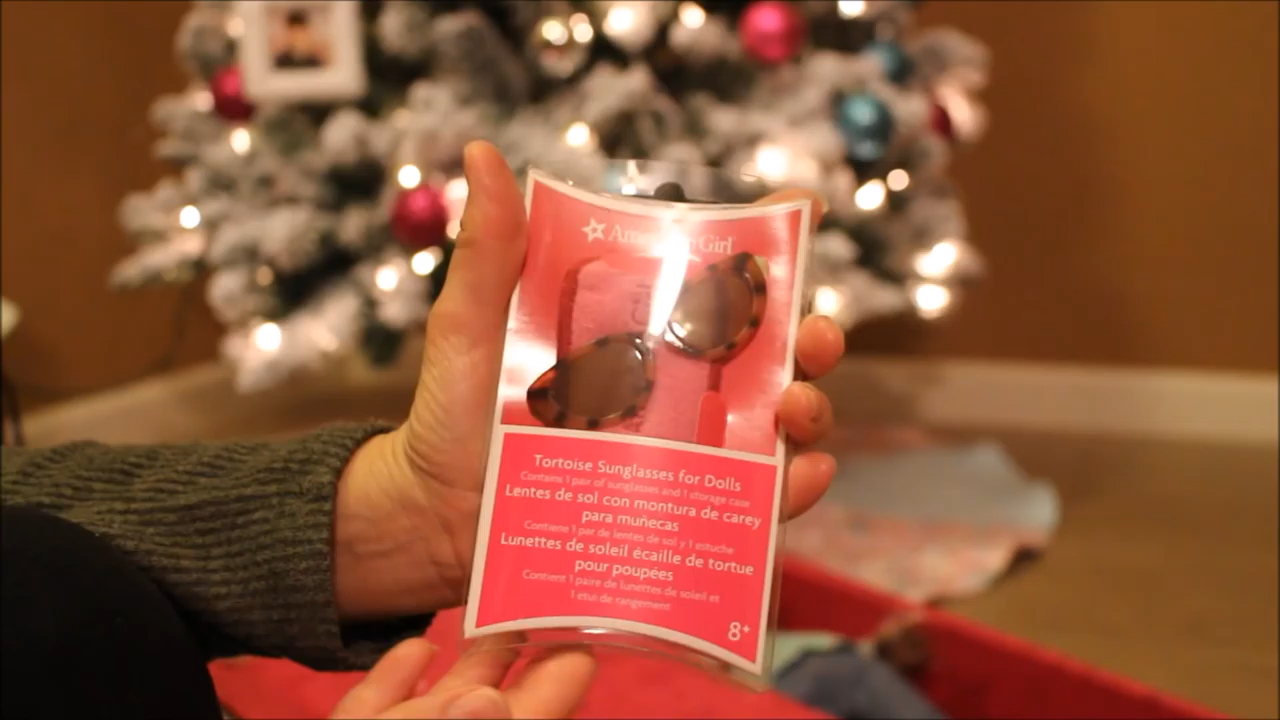 American Girl
Tortoise Sunglasses for Dolls
Contains 1 pair of sunglasses and 1 storage case
Lentes de sol con montura de carey
para muñecas
Contiene 1 par de lentes de sol y 1 estuche
Lunettes de soleil écaille de tortue
pour poupées
Contient 1 paire de lunettes de soleil et
1 etui de rangement
8+